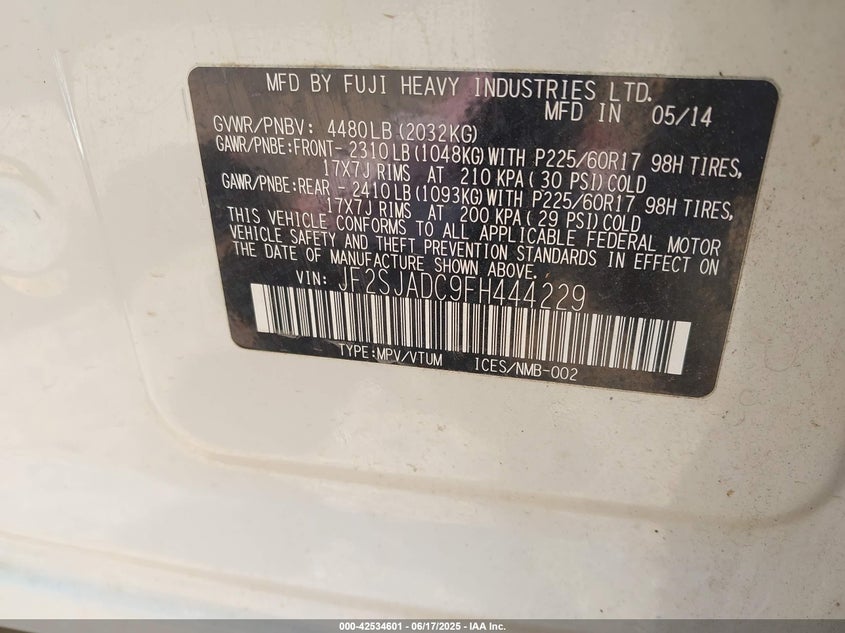 MFD BY FUJI HEAVY INDUSTRIES LTD.
MFD IN 05/14
GVWR/PNBV: 4480LB(2032KG)
GAWR/PNBE:FRONT- 2310LB(1048KG)WITH P225/60R17 98H TIRES,
17X7J RIMS AT 210 KPA(30 PSI)COLD
GAWR/PNBE:REAR - 2410LB(1093KG)WITH P225/60R17 98H TIRES,
17X7J RIMS AT 200 KPA(29 PSI)COLD
THIS VEHICLE CONFORMS TO ALL APPLICABLE FEDERAL MOTOR
VEHICLE SAFETY AND THEFT PREVENTION STANDARDS IN EFFECT ON
THE DATE OF MANUFACTURE SHOWN ABOVE.
VIN: JF2SJADC9FH444229
TYPE:MPV/VTUM ICES/NMB-002
000-42534601 - 06/17/2025 - IAA Inc.